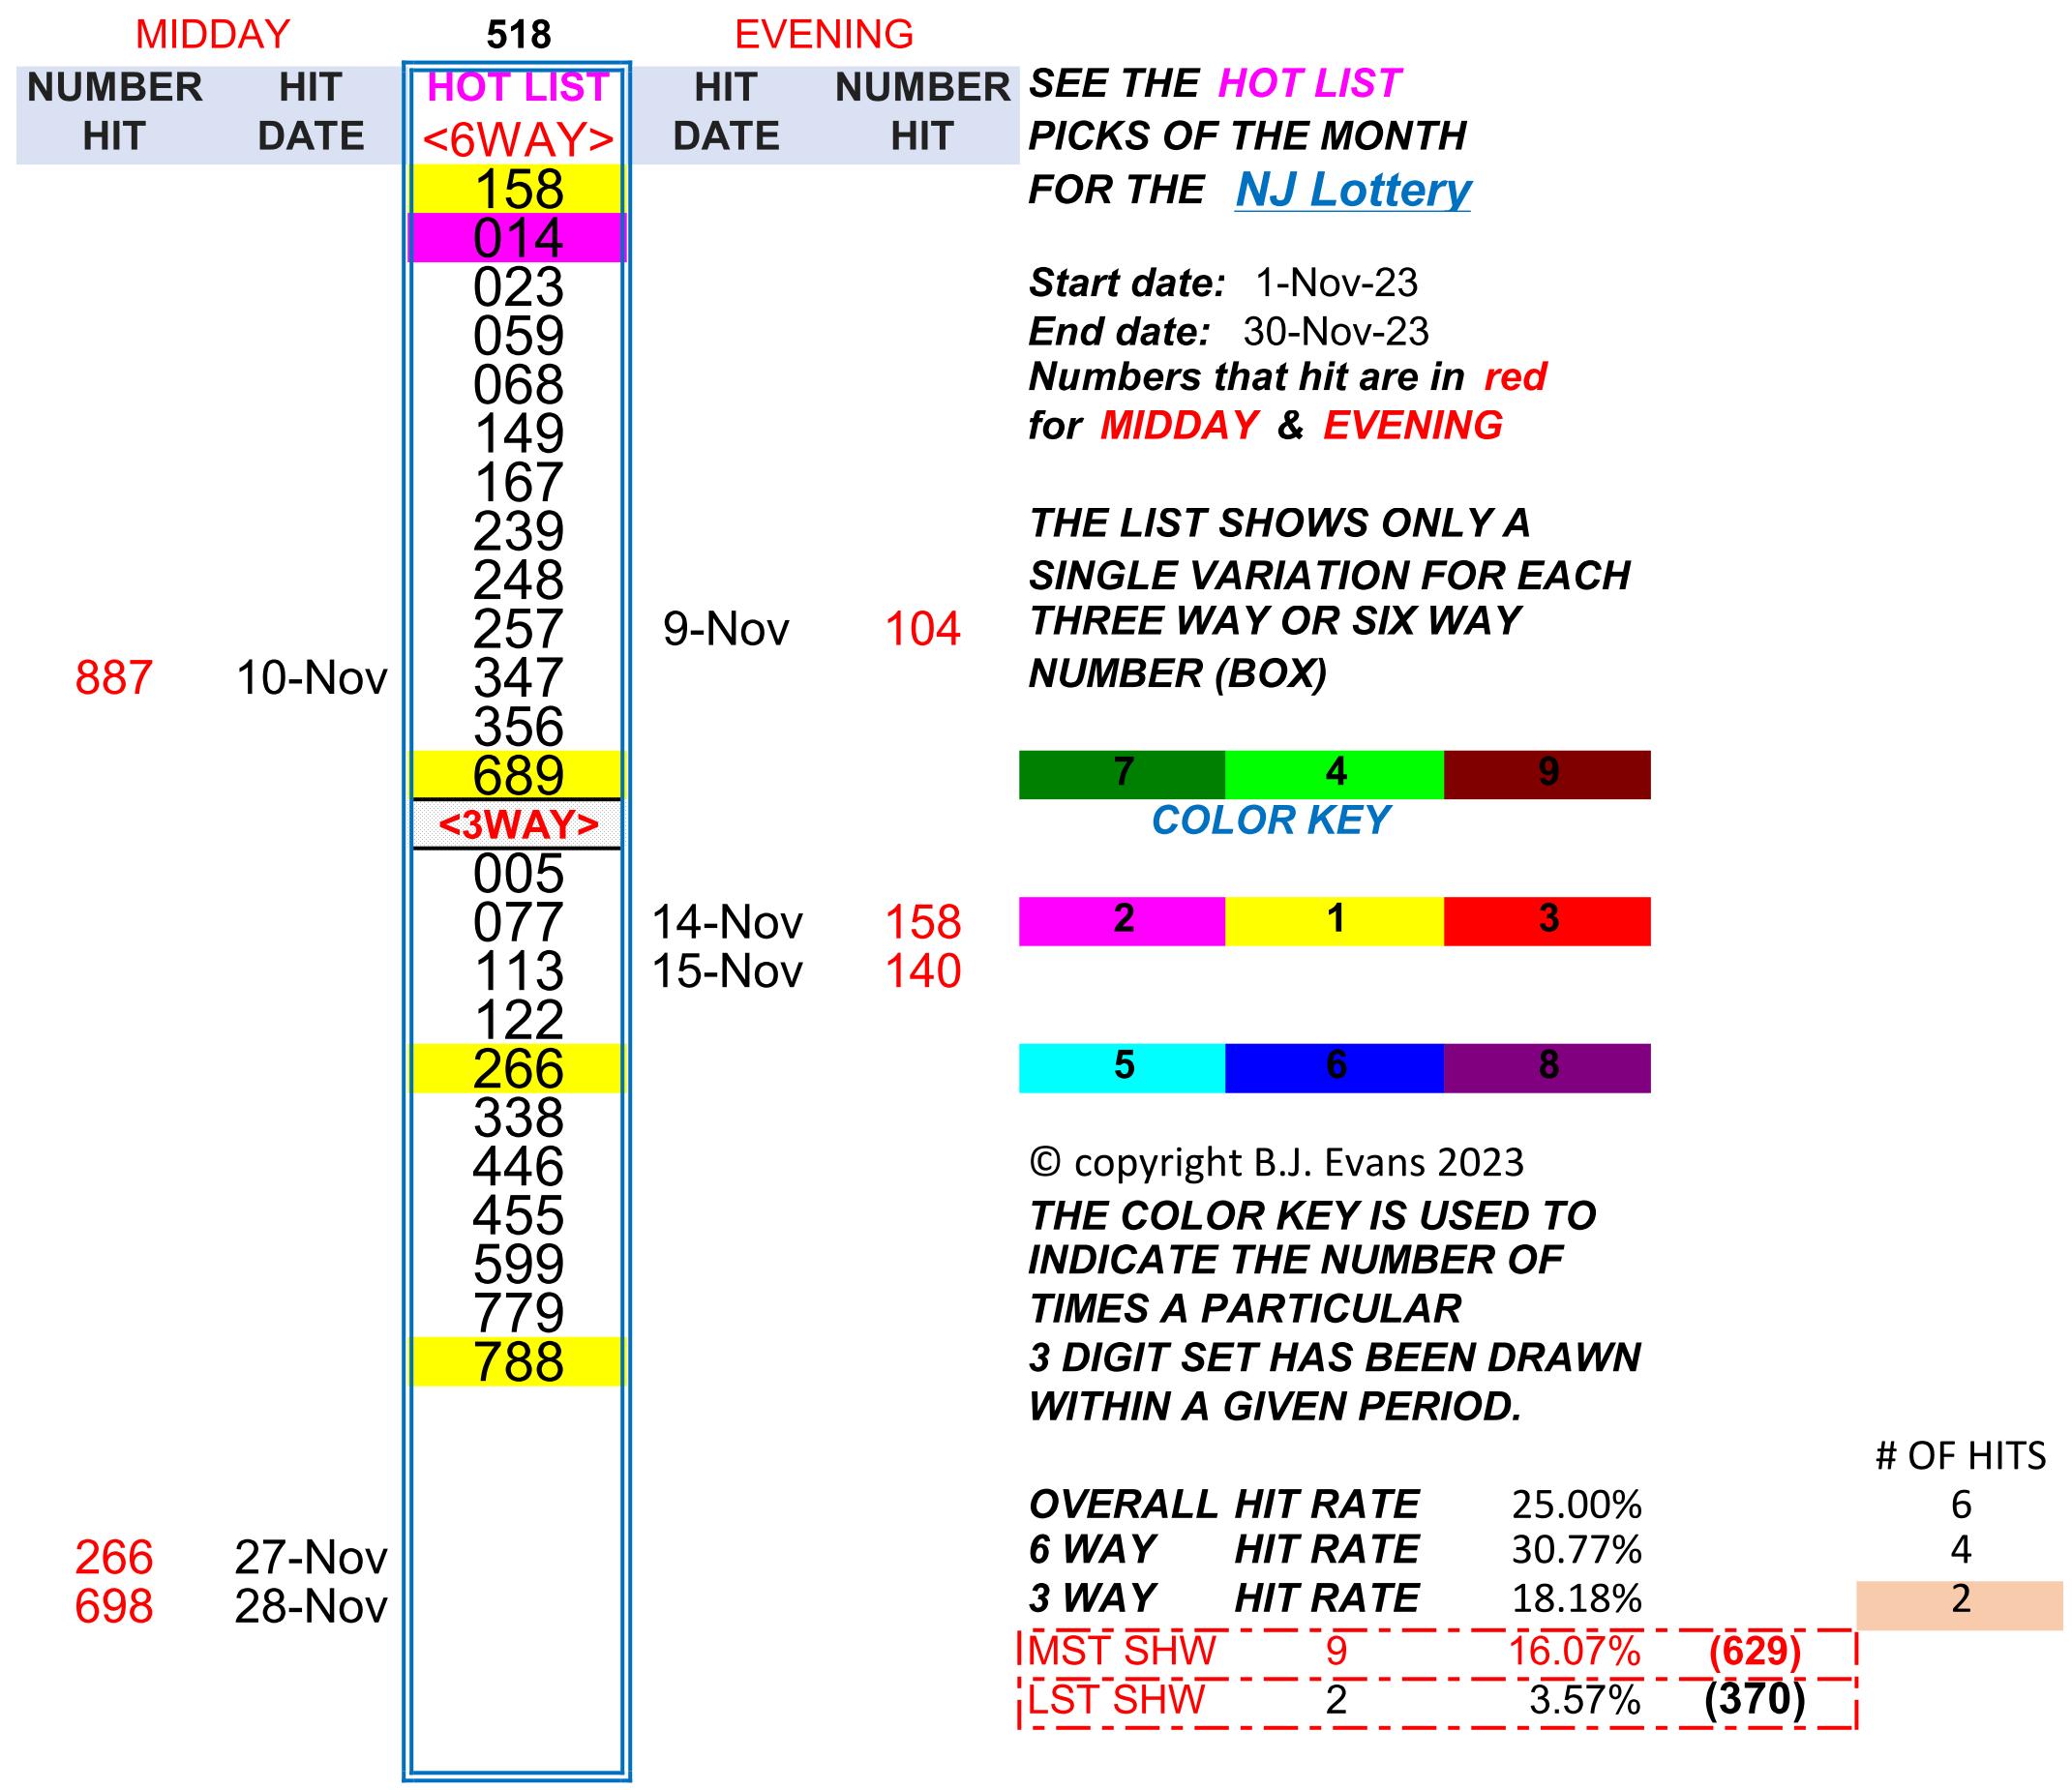 MIDDAY 518 EVENING
NUMBER HIT HOT LIST HIT NUMBER SEE THE HOT LIST
HIT DATE <6WAY> DATE HIT PICKS OF THE MONTH
158 FOR THE NJ Lottery
014
023 Start date: 1-Nov-23
059 End date: 30-Nov-23
068 Numbers that hit are in red
149 for MIDDAY & EVENING
167
239 THE LIST SHOWS ONLY A
248 SINGLE VARIATION FOR EACH
257 9-Nov 104 THREE WAY OR SIX WAY
887 10-Nov 347 NUMBER (BOX)
356
689 7 4 9
<3WAY> COLOR KEY
005
077 14-Nov 158 2 1 3
113 15-Nov 140
122
266 5 6 8
338
446 © copyright B.J. Evans 2023
455 THE COLOR KEY IS USED TO
599 INDICATE THE NUMBER OF
779 TIMES A PARTICULAR
788 3 DIGIT SET HAS BEEN DRAWN
WITHIN A GIVEN PERIOD.
# OF HITS
OVERALL HIT RATE 25.00% 6
266 27-Nov 6 WAY HIT RATE 30.77% 4
698 28-Nov 3 WAY HIT RATE 18.18% 2
MST SHW 9 16.07% (629)
LST SHW 2 3.57% (370)